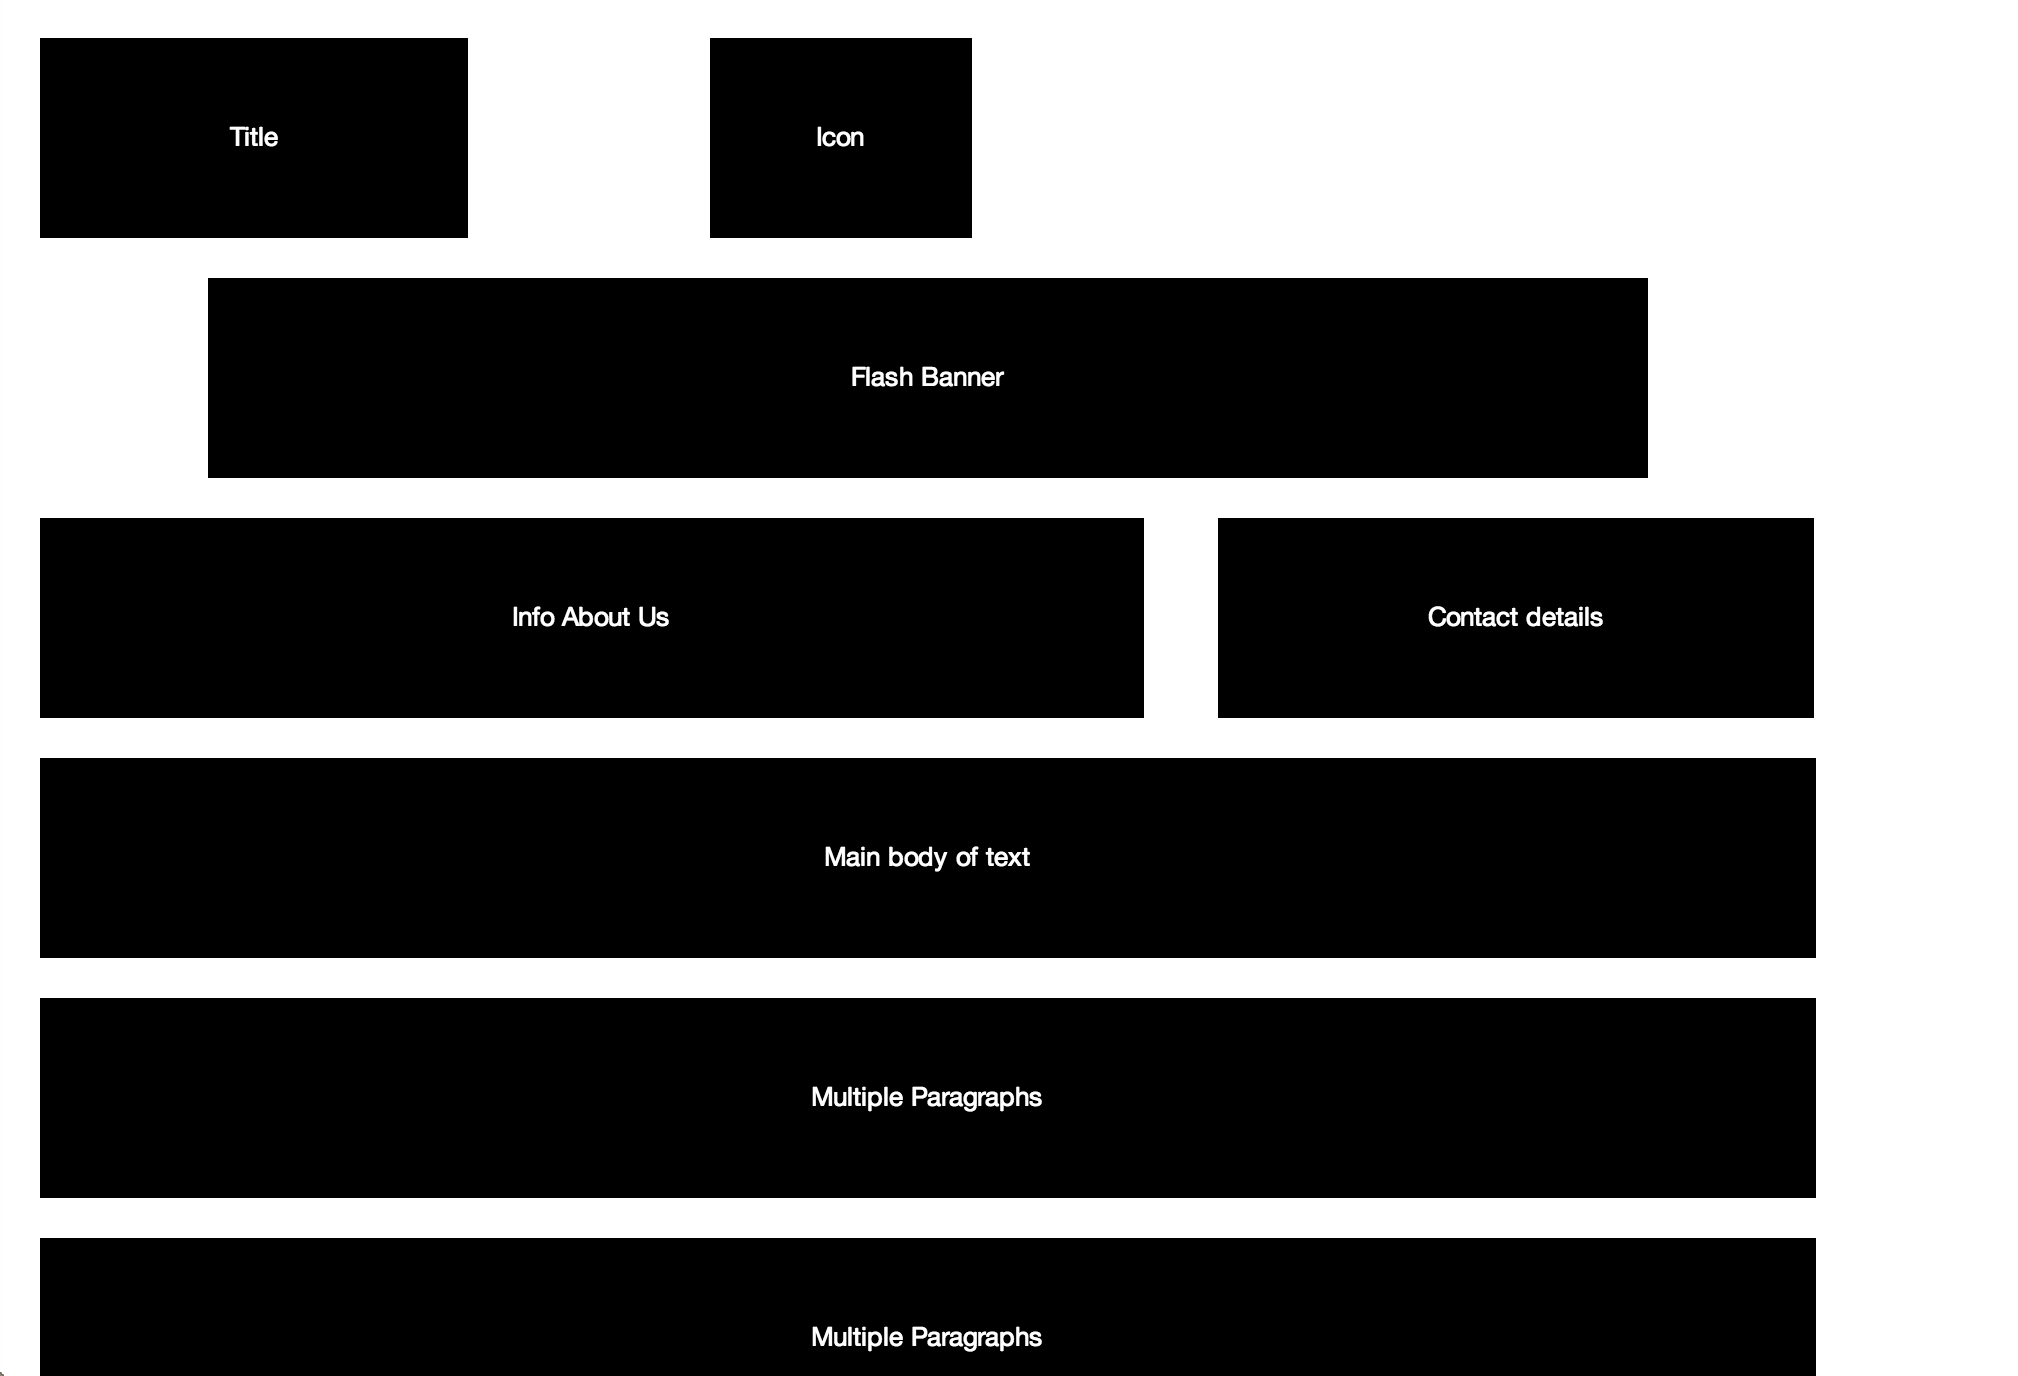 Title
Icon
Flash Banner
Info About Us
Contact details
Main body of text
Multiple Paragraphs
Multiple Paragraphs